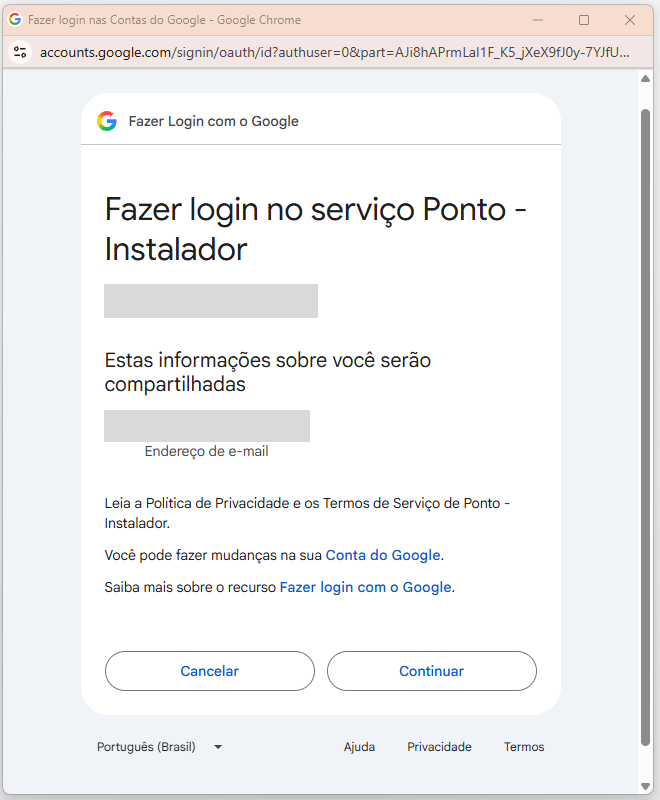 Fazer login nas Contas do Google - Google Chrome
accounts.google.com/signin/oauth/id?authuser=0&part=AJi8hAPrmLaI1F_K5_jXeX9fJ0y-7YJfU...
Fazer Login com o Google
Fazer login no serviço Ponto -
Instalador
Estas informações sobre você serão
compartilhadas
Endereço de e-mail
Leia a Política de Privacidade e os Termos de Serviço de Ponto -
Instalador.
Você pode fazer mudanças na sua Conta do Google.
Saiba mais sobre o recurso Fazer login com o Google.
Cancelar Continuar
Português (Brasil) Ajuda Privacidade Termos